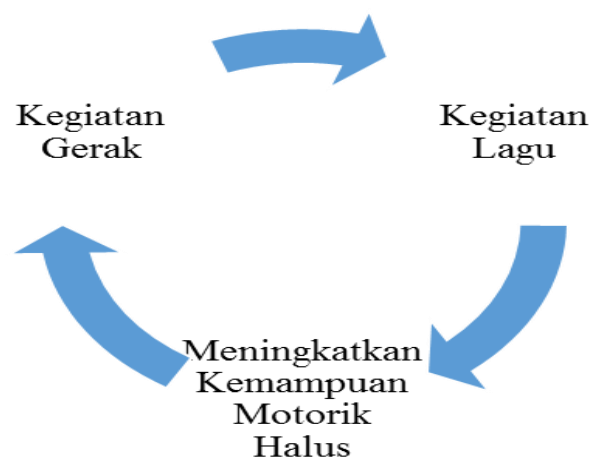 Kegiatan
Gerak
Kegiatan
Lagu
Meningkatkan
Kemampuan
Motorik
Halus